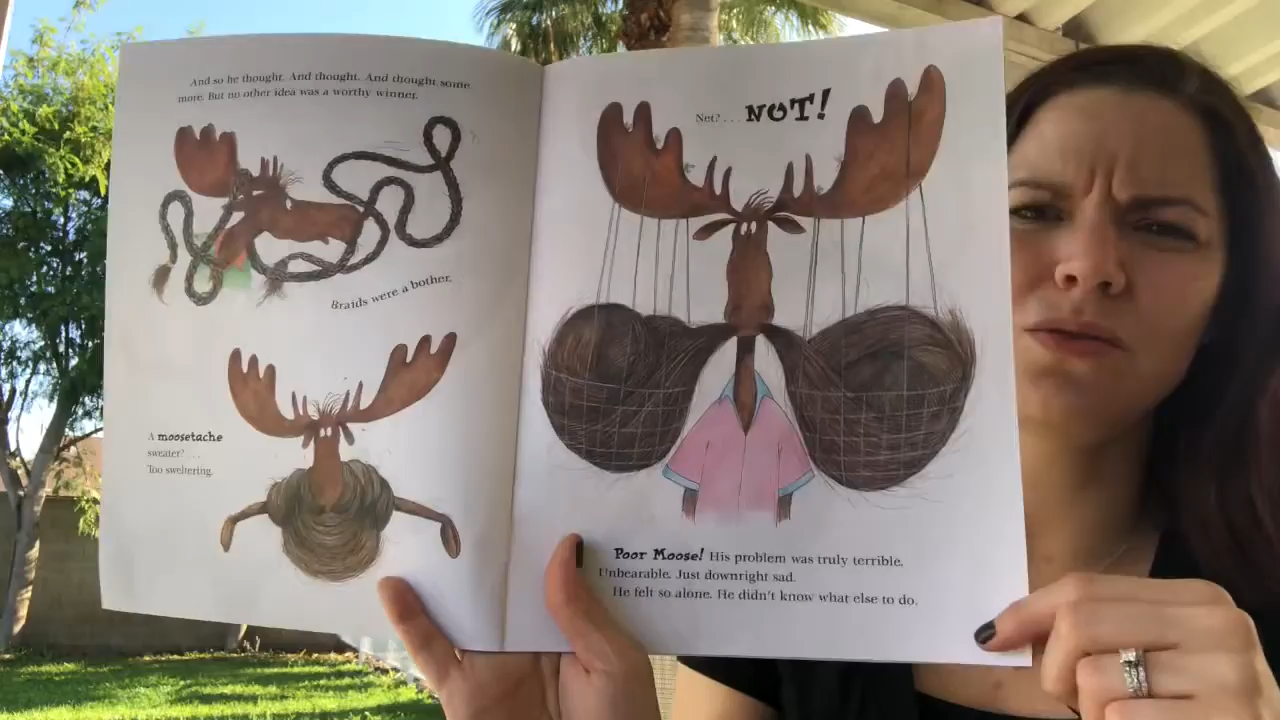 And so he thought. And thought. And thought some
more. But no other idea was a worthy winner.
Braids were a bother.
A moosetache
sweater? . . .
Too sweltering.
Net? . . . NOT!
Poor Moose! His problem was truly terrible.
Unbearable. Just downright sad.
He felt so alone. He didn't know what else to do.